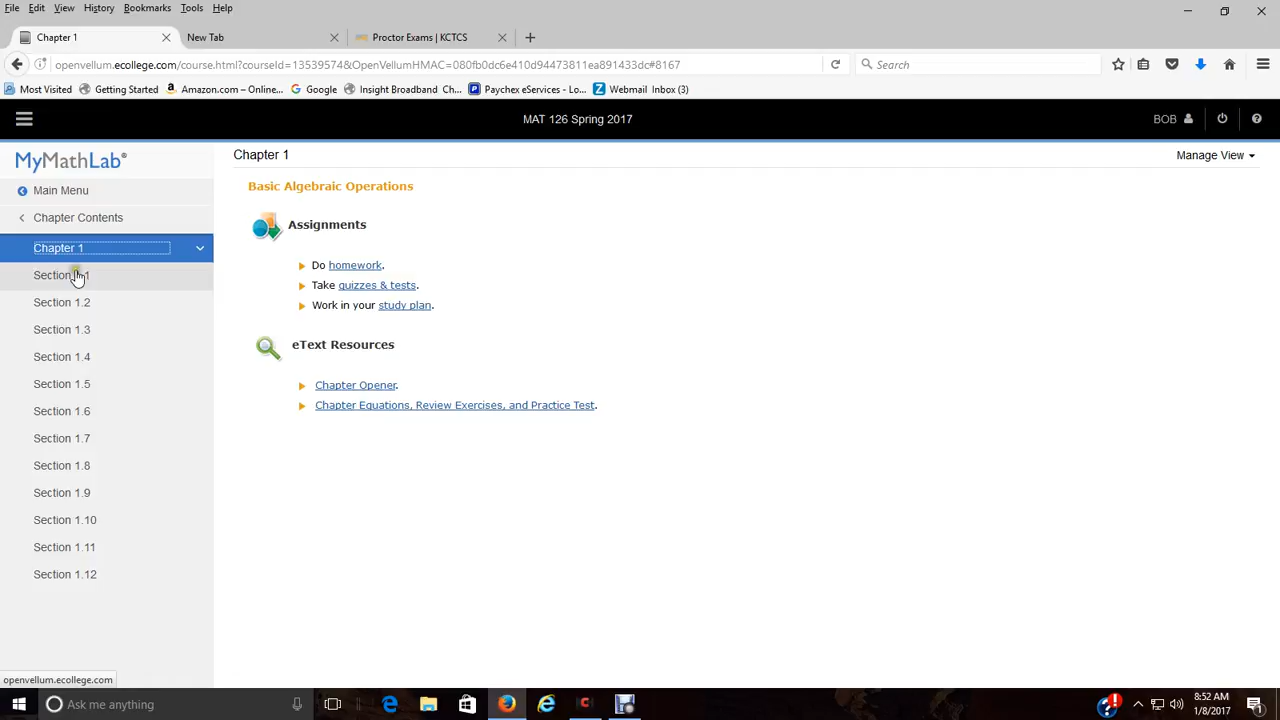 File Edit View History Bookmarks Tools Help
Chapter 1 New Tab Proctor Exams | KCTCS
openvellum.ecollege.com/course.html?courseId=13539574&OpenVellumHMAC=080fb0dc6e410d94473811ea891433dc#8167 Search
Most Visited Getting Started Amazon.com – Online... Google Insight Broadband Ch... Paychex eServices - Lo... Webmail Inbox (3)
MAT 126 Spring 2017 BOB
MyMathLab®
Main Menu
Chapter Contents
Chapter 1
Section 1.1
Section 1.2
Section 1.3
Section 1.4
Section 1.5
Section 1.6
Section 1.7
Section 1.8
Section 1.9
Section 1.10
Section 1.11
Section 1.12
Chapter 1 Manage View
Basic Algebraic Operations
Assignments
Do homework.
Take quizzes & tests.
Work in your study plan.
eText Resources
Chapter Opener.
Chapter Equations, Review Exercises, and Practice Test.
openvellum.ecollege.com
Ask me anything
8:52 AM
1/8/2017